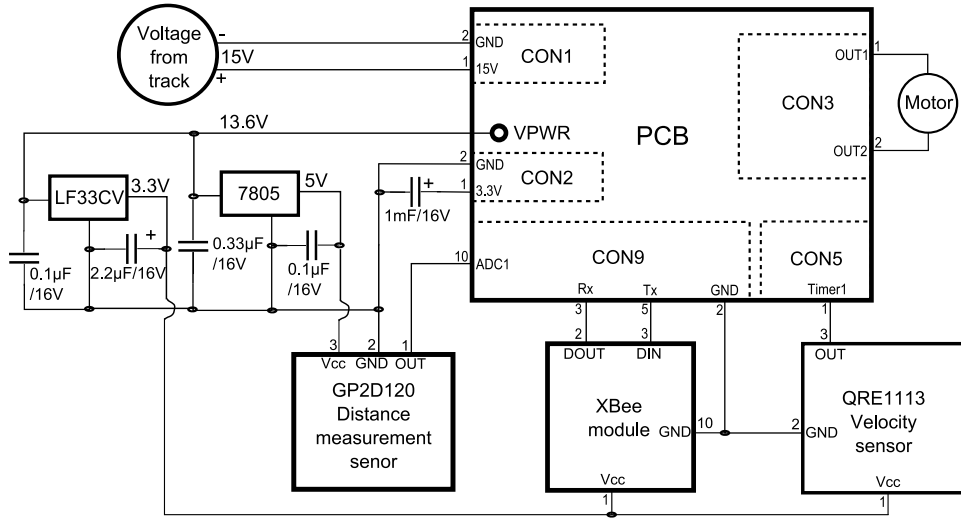 Voltage
from
track
-
15V
+
2
GND
1
15V
CON1
OUT1
1
CON3
Motor
OUT2
2
PCB
13.6V
VPWR
2
GND
CON2
1
3.3V
1mF/16V
+
LF33CV
3.3V
7805
5V
+
0.1µF
/16V
2.2µF/16V
0.33µF
/16V
0.1µF
/16V
10
ADC1
CON9
CON5
Rx
Tx
GND
Timer1
3
5
2
1
2
3
3
DOUT
DIN
OUT
3
2
1
Vcc
GND
OUT
GP2D120
Distance
measurement
senor
XBee
module
GND
10
Vcc
1
2
GND
QRE1113
Velocity
sensor
Vcc
1